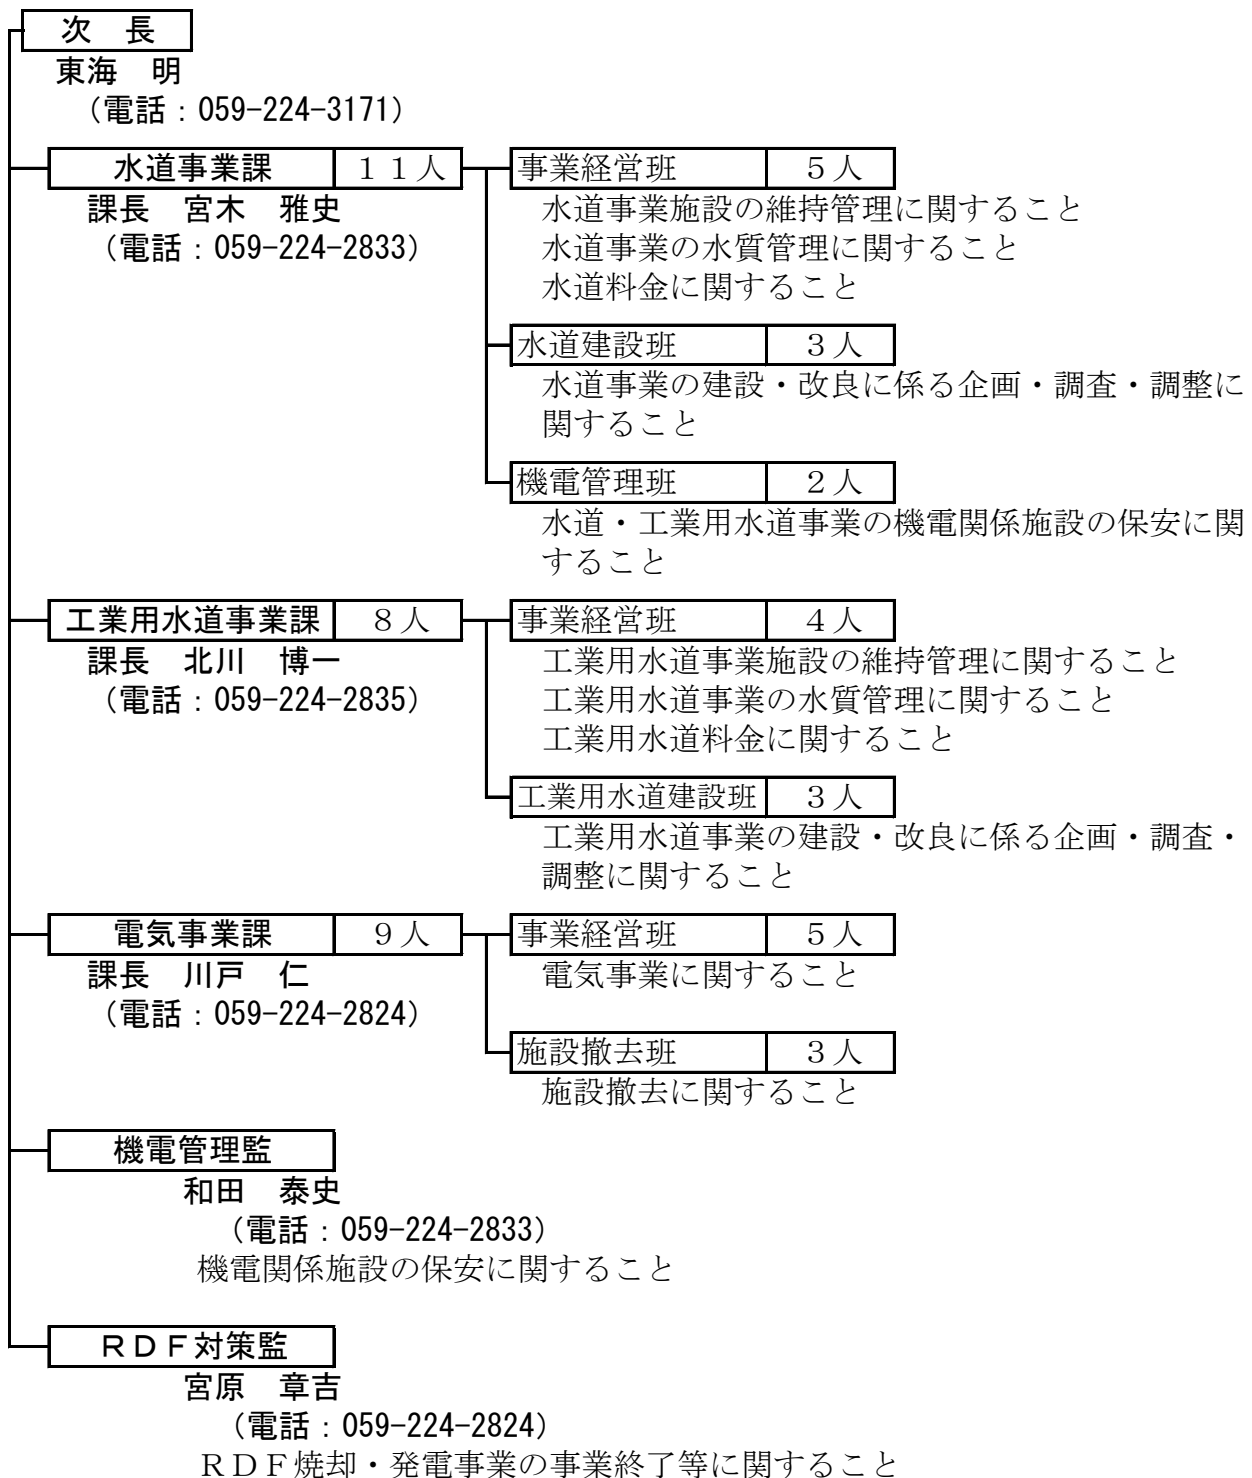 次　長
東海　明
（電話：059-224-3171）
水道事業課　１１人
課長　宮木　雅史
（電話：059-224-2833）
事業経営班　５人
水道事業施設の維持管理に関すること
水道事業の水質管理に関すること
水道料金に関すること
水道建設班　３人
水道事業の建設・改良に係る企画・調査・調整に
関すること
機電管理班　２人
水道・工業用水道事業の機電関係施設の保安に関
すること
工業用水道事業課　８人
課長　北川　博一
（電話：059-224-2835）
事業経営班　４人
工業用水道事業施設の維持管理に関すること
工業用水道事業の水質管理に関すること
工業用水道料金に関すること
工業用水道建設班　３人
工業用水道事業の建設・改良に係る企画・調査・
調整に関すること
電気事業課　９人
課長　川戸　仁
（電話：059-224-2824）
事業経営班　５人
電気事業に関すること
施設撤去班　３人
施設撤去に関すること
機電管理監
和田　泰史
（電話：059-224-2833）
機電関係施設の保安に関すること
ＲＤＦ対策監
宮原　章吉
（電話：059-224-2824）
ＲＤＦ焼却・発電事業の事業終了等に関すること